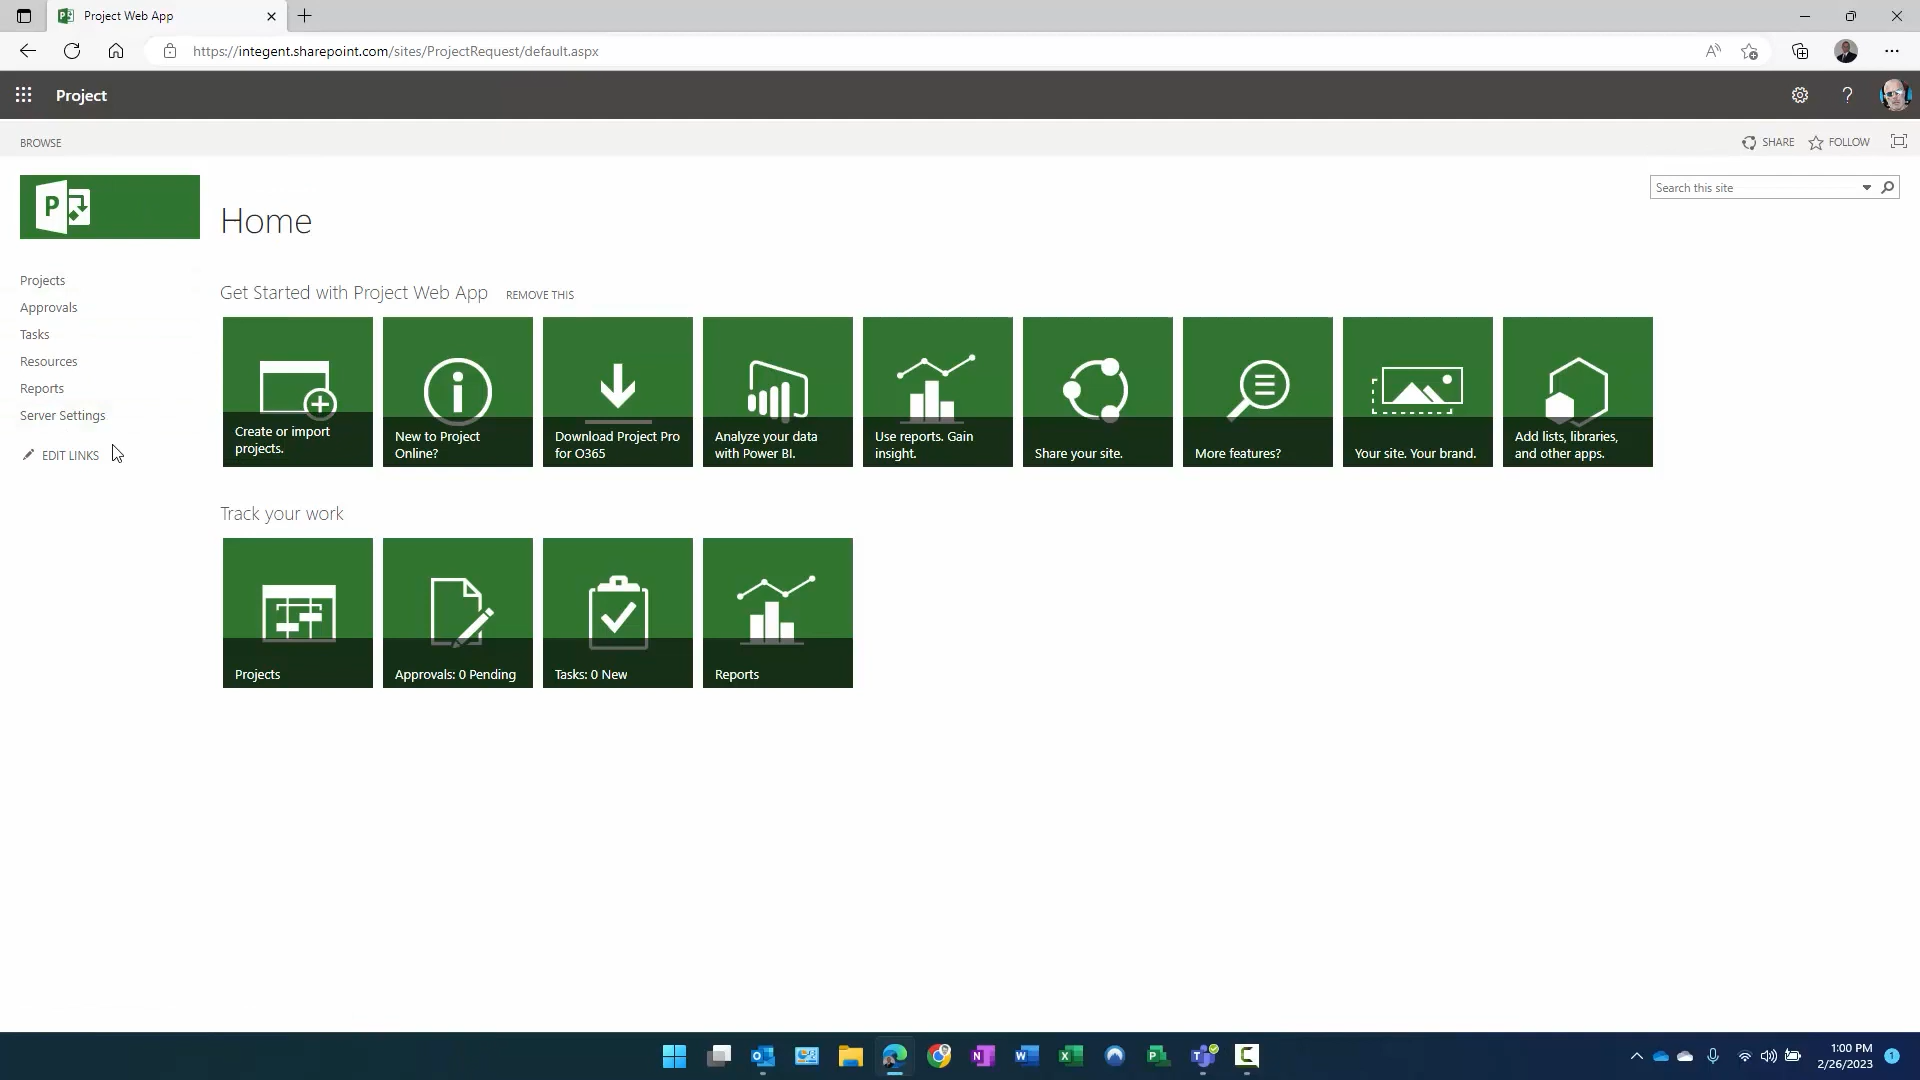 Project Web App
https://integent.sharepoint.com/sites/ProjectRequest/default.aspx
Project
?
BROWSE
SHARE
FOLLOW
P
Search this site
Home
Projects
Approvals
Tasks
Resources
Reports
Server Settings
EDIT LINKS
Get Started with Project Web App
REMOVE THIS
Create or import
projects.
New to Project
Online?
Download Project Pro
for O365
Analyze your data
with Power BI.
Use reports. Gain
insight.
Share your site.
More features?
Your site. Your brand.
Add lists, libraries,
and other apps.
Track your work
Projects
Approvals: 0 Pending
Tasks: 0 New
Reports
1:00 PM
2/26/2023
1